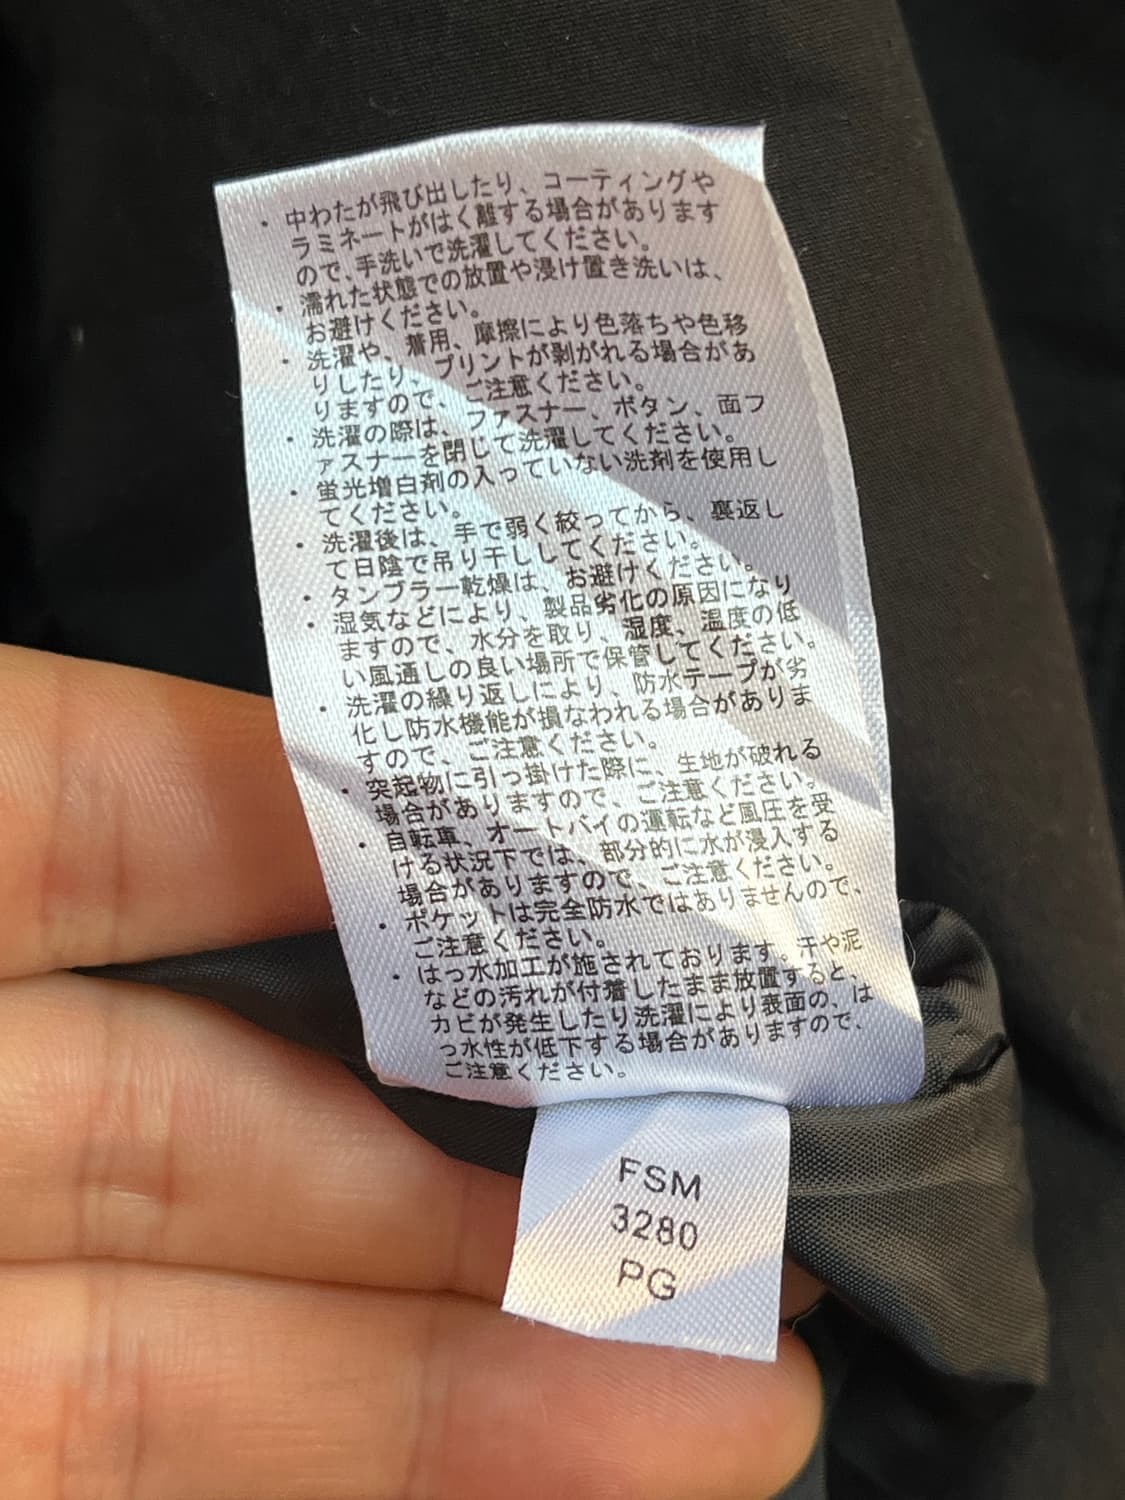 ・中わたが飛び出したり、コーティングや
ラミネートがはく離する場合があります
ので、手洗いで洗濯してください。
・濡れた状態での放置や浸け置き洗いは、
お避けください。
・洗濯や、着用、摩擦により色落ちや色移
りしたり、プリントが剥がれる場合があ
りますので、ご注意ください。
・洗濯の際は、ファスナー、ボタン、面フ
ァスナーを閉じて洗濯してください。
・蛍光増白剤の入っていない洗剤を使用し
てください。
・洗濯後は、手で弱く絞ってから、裏返し
て日陰で吊り干ししてください。
・タンブラー乾燥は、お避けください。
・湿気などにより、製品劣化の原因になり
ますので、水分を取り、湿度、温度の低
い風通しの良い場所で保管してください。
・洗濯の繰り返しにより、防水テープが劣
化し防水機能が損なわれる場合がありま
すので、ご注意ください。
・突起物に引っ掛けた際に、生地が破れる
場合がありますので、ご注意ください。
・自転車、オートバイの運転など風圧を受
ける状況下では、部分的に水が浸入する
場合がありますので、ご注意ください。
・ポケットは完全防水ではありませんので、
ご注意ください。
・はっ水加工が施されております。汗や泥
などの汚れが付着したまま放置すると、
カビが発生したり洗濯により表面の、は
っ水性が低下する場合がありますので、
ご注意ください。
FSM
3280
PG